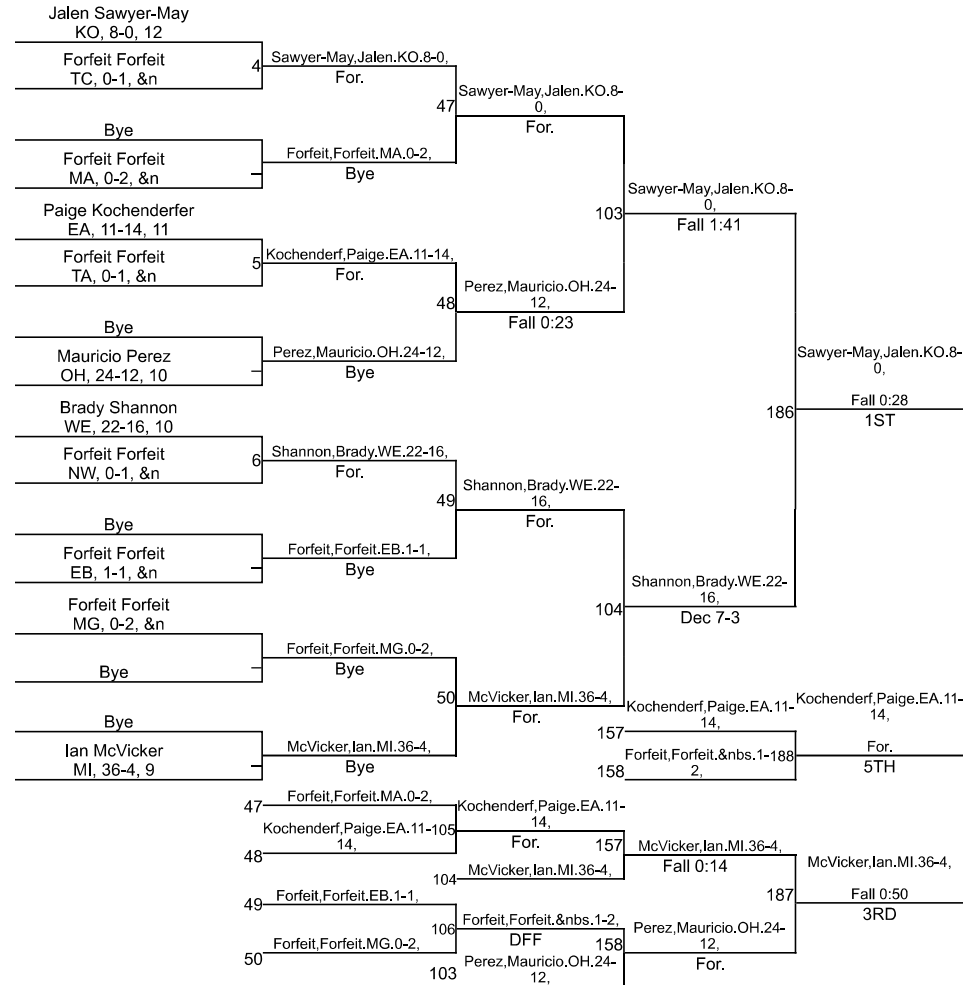 Jalen Sawyer-May
KO, 8-0, 12
Forfeit Forfeit
TC, 0-1, &n
4
Sawyer-May,Jalen.KO.8-0,
For.
47
Sawyer-May,Jalen.KO.8-
0,
For.
Bye
Forfeit Forfeit
MA, 0-2, &n
Forfeit,Forfeit.MA.0-2,
Bye
103
Sawyer-May,Jalen.KO.8-
0,
Fall 1:41
Paige Kochenderfer
EA, 11-14, 11
Forfeit Forfeit
TA, 0-1, &n
5
Kochenderf,Paige.EA.11-14,
For.
48
Perez,Mauricio.OH.24-
12,
Fall 0:23
Bye
Mauricio Perez
OH, 24-12, 10
Perez,Mauricio.OH.24-12,
Bye
186
Sawyer-May,Jalen.KO.8-
0,
Fall 0:28
1ST
Brady Shannon
WE, 22-16, 10
Forfeit Forfeit
NW, 0-1, &n
6
Shannon,Brady.WE.22-16,
For.
49
Shannon,Brady.WE.22-
16,
For.
Bye
Forfeit Forfeit
EB, 1-1, &n
Forfeit,Forfeit.EB.1-1,
Bye
104
Shannon,Brady.WE.22-
16,
Dec 7-3
Forfeit Forfeit
MG, 0-2, &n
Bye
Forfeit,Forfeit.MG.0-2,
Bye
50
McVicker,Ian.MI.36-4,
For.
Bye
Ian McVicker
MI, 36-4, 9
McVicker,Ian.MI.36-4,
Bye
157
Kochenderf,Paige.EA.11-
14,
158
Forfeit,Forfeit.&nbs.1-
2,
188
Kochenderf,Paige.EA.11-
14,
For.
5TH
47
Forfeit,Forfeit.MA.0-2,
48
Kochenderf,Paige.EA.11-
14,
105
Kochenderf,Paige.EA.11-
14,
For.
104
McVicker,Ian.MI.36-4,
157
McVicker,Ian.MI.36-4,
Fall 0:14
187
McVicker,Ian.MI.36-4,
Fall 0:50
3RD
49
Forfeit,Forfeit.EB.1-1,
50
Forfeit,Forfeit.MG.0-2,
106
Forfeit,Forfeit.&nbs.1-2,
DFF
103
Perez,Mauricio.OH.24-
12,
158
Perez,Mauricio.OH.24-
12,
For.